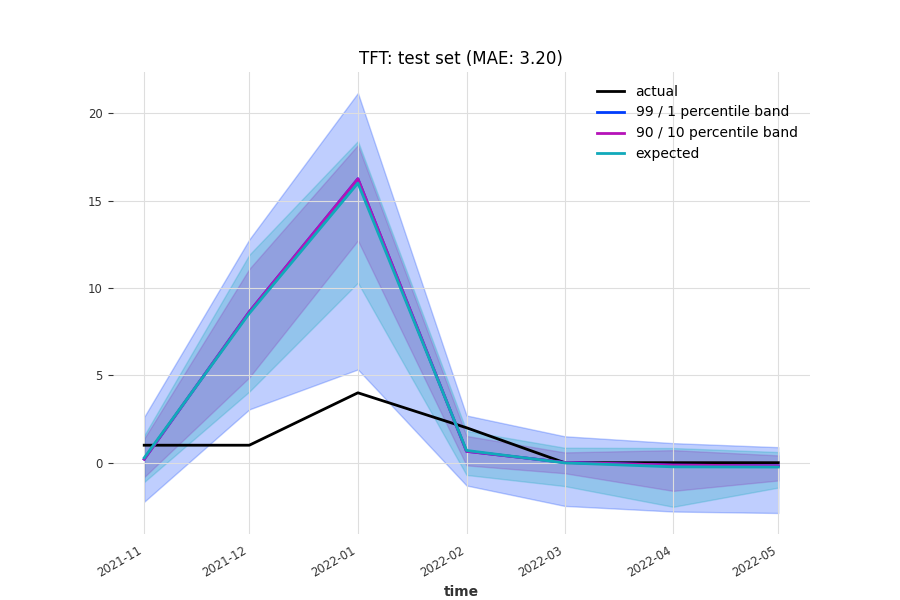 TFT: test set (MAE: 3.20)
actual
99 / 1 percentile band
90 / 10 percentile band
expected
20
15
10
5
0
2021-11
2021-12
2022-01
2022-02
2022-03
2022-04
2022-05
time